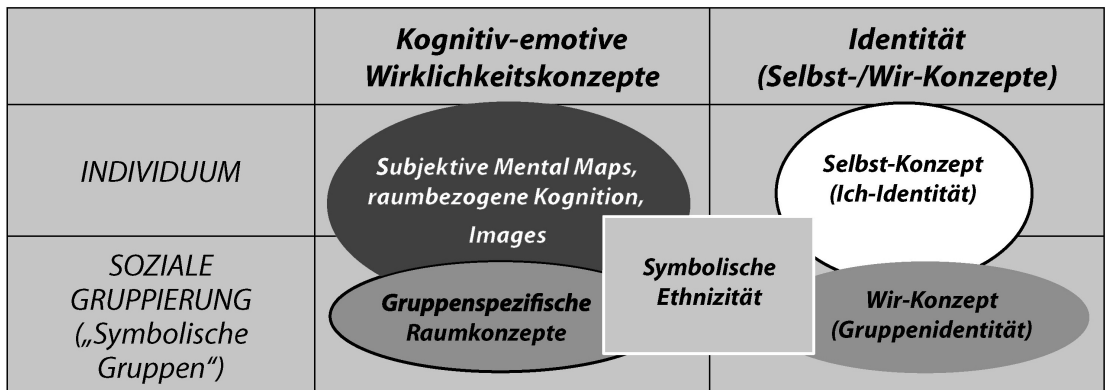 Kognitiv-emotive
Wirklichkeitskonzepte
Identität
(Selbst-/Wir-Konzepte)
INDIVIDUUM
Subjektive Mental Maps,
raumbezogene Kognition,
Images
Selbst-Konzept
(Ich-Identität)
SOZIALE
GRUPPIERUNG
(„Symbolische
Gruppen“)
Gruppenspezifische
Raumkonzepte
Symbolische
Ethnizität
Wir-Konzept
(Gruppenidentität)